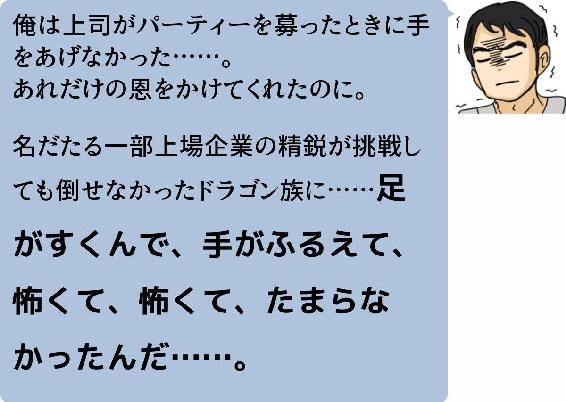 俺は上司がパーティーを募ったときに手
をあげなかった……。
あれだけの恩をかけてくれたのに。
名だたる一部上場企業の精鋭が挑戦し
ても倒せなかったドラゴン族に……足
がすくんで、手がふるえて、
怖くて、怖くて、たまらな
かったんだ……。